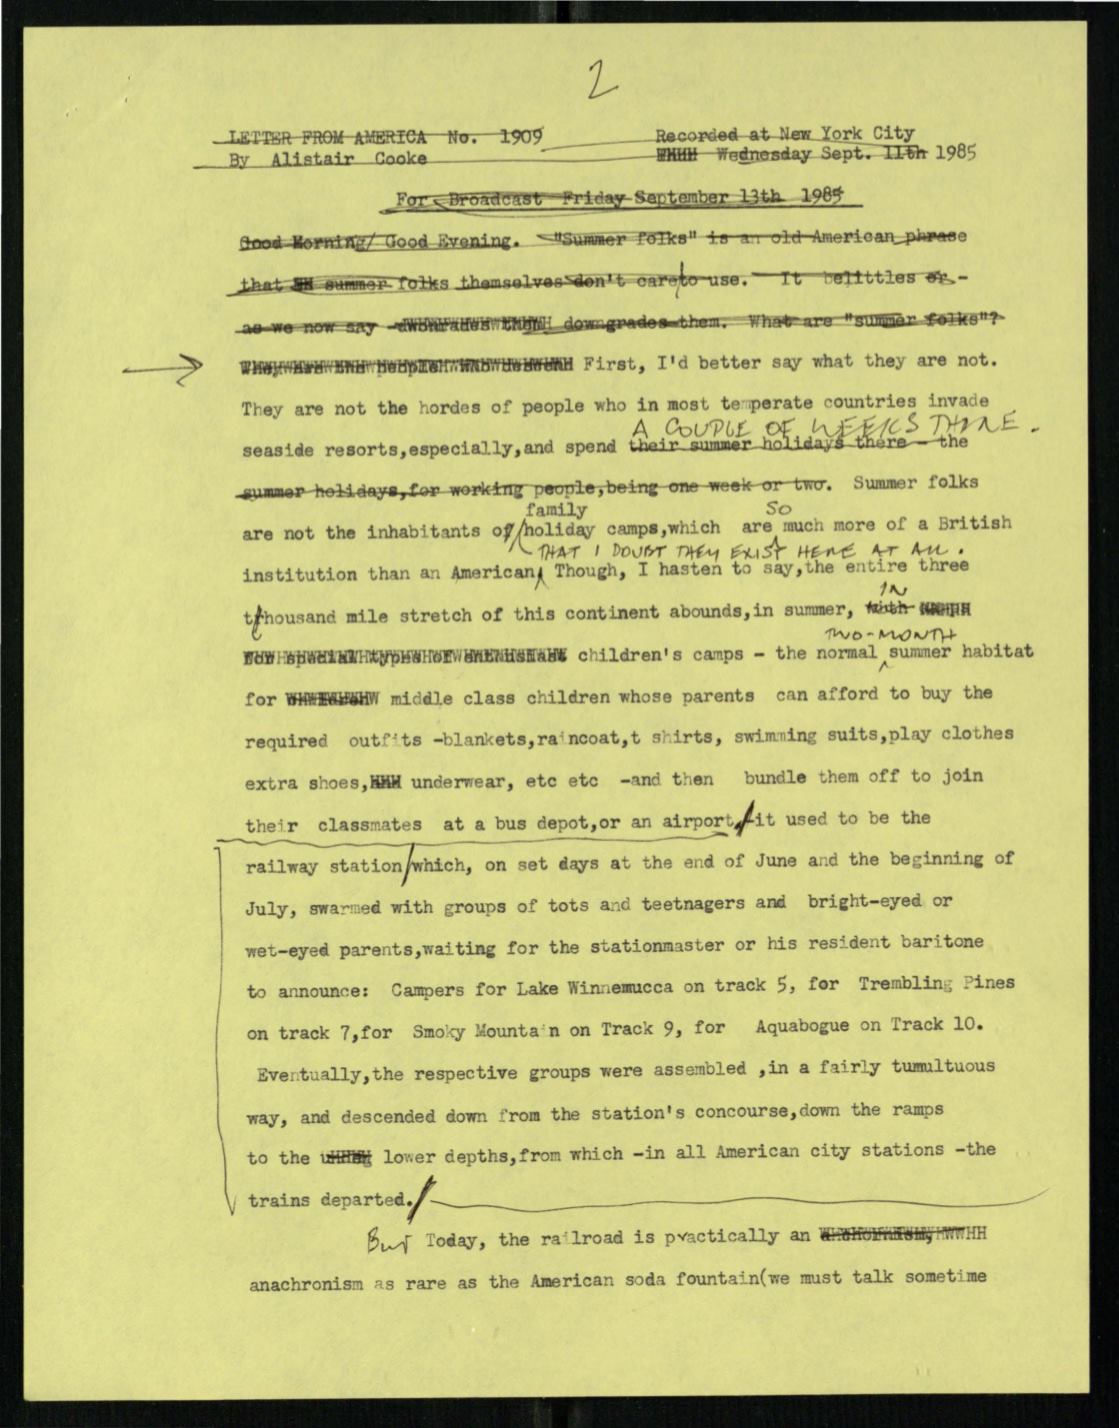 2
LETTER FROM AMERICA No. 1909 Recorded at New York City
By Alistair Cooke Wednesday Sept. 11th 1985
For Broadcast Friday September 13th 1985
Good Morning/ Good Evening. "Summer folks" is an old American phrase
that summer folks themselves don't care to use. It belittles or -
as we now say - downgrades them. What are "summer folks"?
First, I'd better say what they are not.
They are not the hordes of people who in most temperate countries invade
A COUPLE OF WEEKS THERE.
seaside resorts,especially,and spend their summer holidays there - the
summer holidays,for working people,being one week or two. Summer folks
family SO
are not the inhabitants of holiday camps,which are much more of a British
THAT I DOUBT THEY EXIST HERE AT ALL.
institution than an American Though, I hasten to say,the entire three
IN
thousand mile stretch of this continent abounds,in summer, with
TWO-MONTH
for special types of enthusiast children's camps - the normal summer habitat
for middle class children whose parents can afford to buy the
required outfits -blankets,raincoat,t shirts, swimming suits,play clothes
extra shoes, underwear, etc etc -and then bundle them off to join
their classmates at a bus depot,or an airport, it used to be the
railway station which, on set days at the end of June and the beginning of
July, swarmed with groups of tots and teetnagers and bright-eyed or
wet-eyed parents,waiting for the stationmaster or his resident baritone
to announce: Campers for Lake Winnemucca on track 5, for Trembling Pines
on track 7,for Smoky Mountain on Track 9, for Aquabogue on Track 10.
Eventually,the respective groups were assembled ,in a fairly tumultuous
way, and descended down from the station's concourse,down the ramps
to the lower depths,from which -in all American city stations -the
trains departed.
But Today, the railroad is practically an
anachronism as rare as the American soda fountain(we must talk sometime